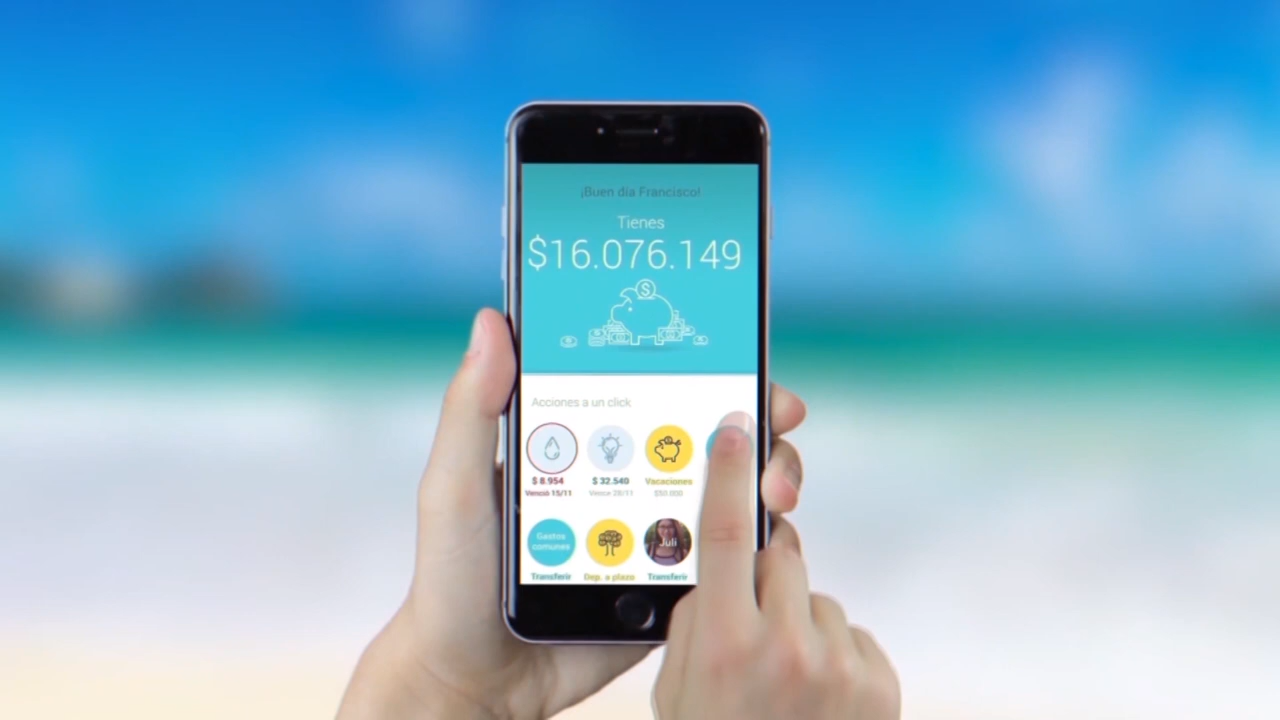 ¡Buen día Francisco!
Tienes
$16.076.149
$
Acciones a un click
$ 8.954
$ 32.540
Vacaciones
Venció 15/11
Vence 28/11
$50.000
Gastos
comunes
Juli
Transferir
Dep. a plazo
Transferir